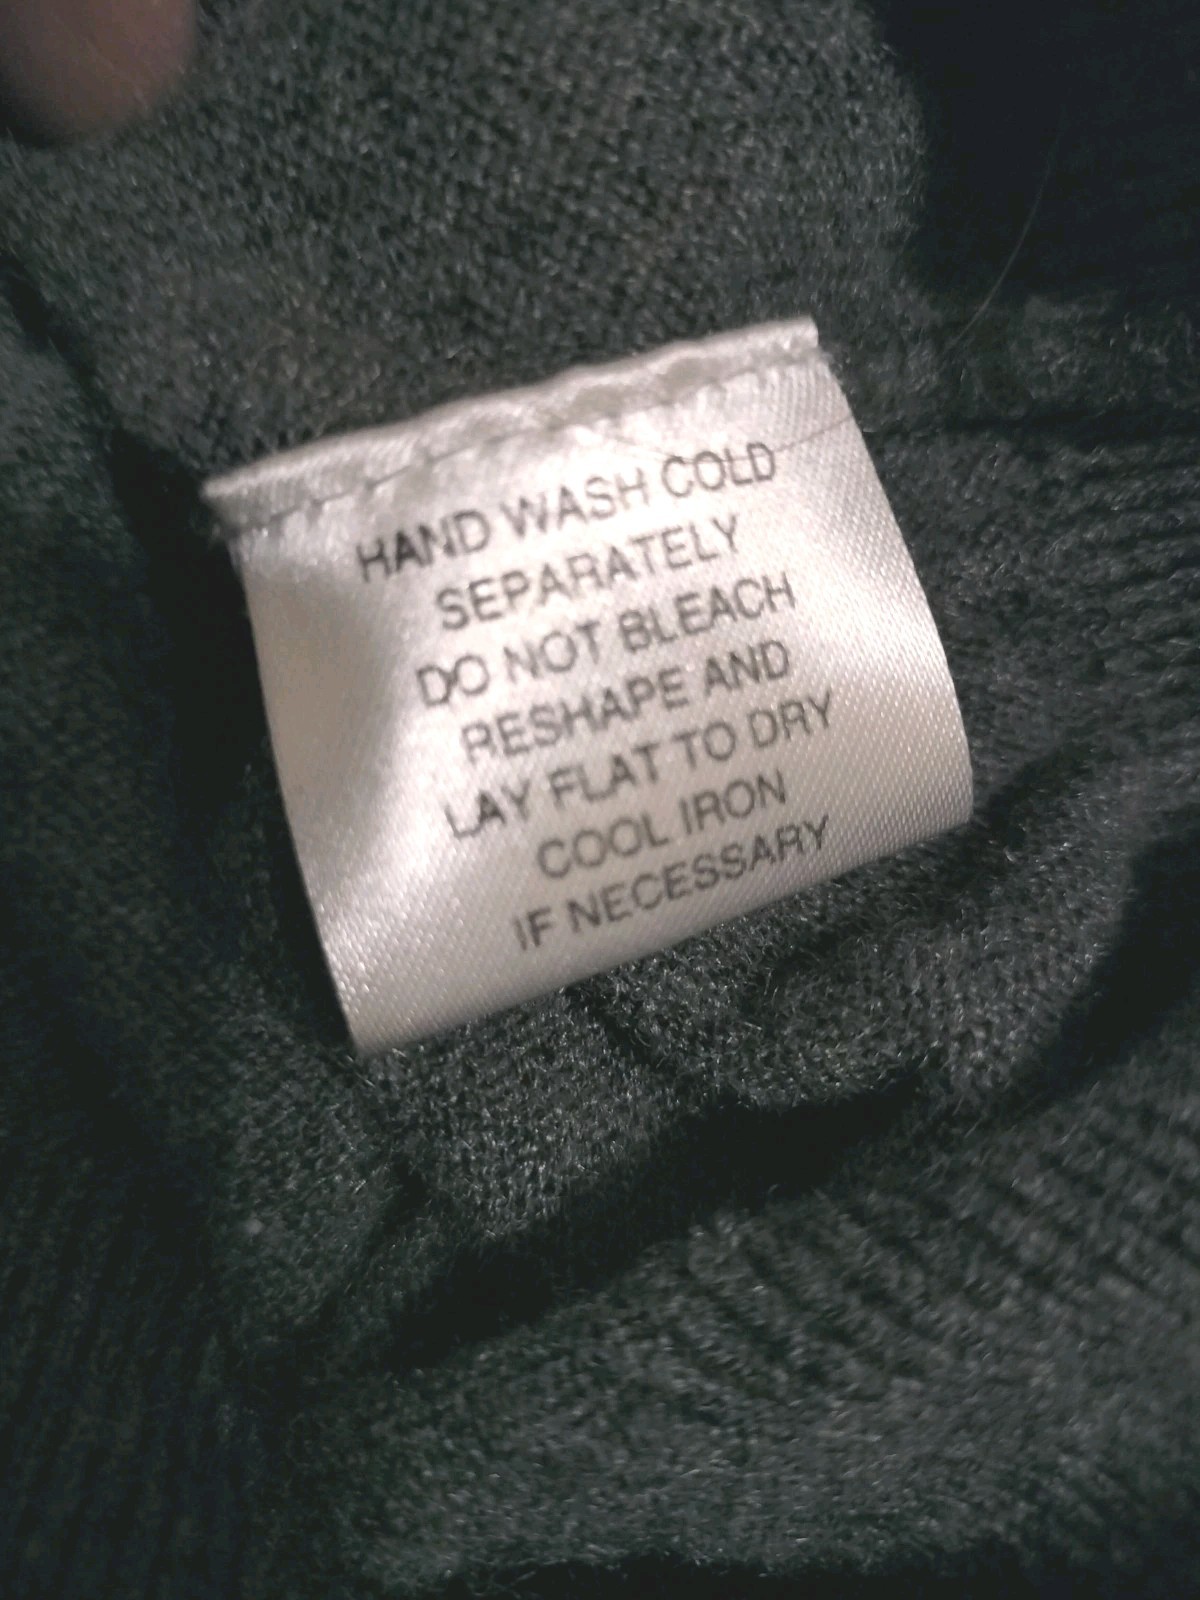 HAND WASH COLD
SEPARATELY
DO NOT BLEACH
RESHAPE AND
LAY FLAT TO DRY
COOL IRON
IF NECESSARY